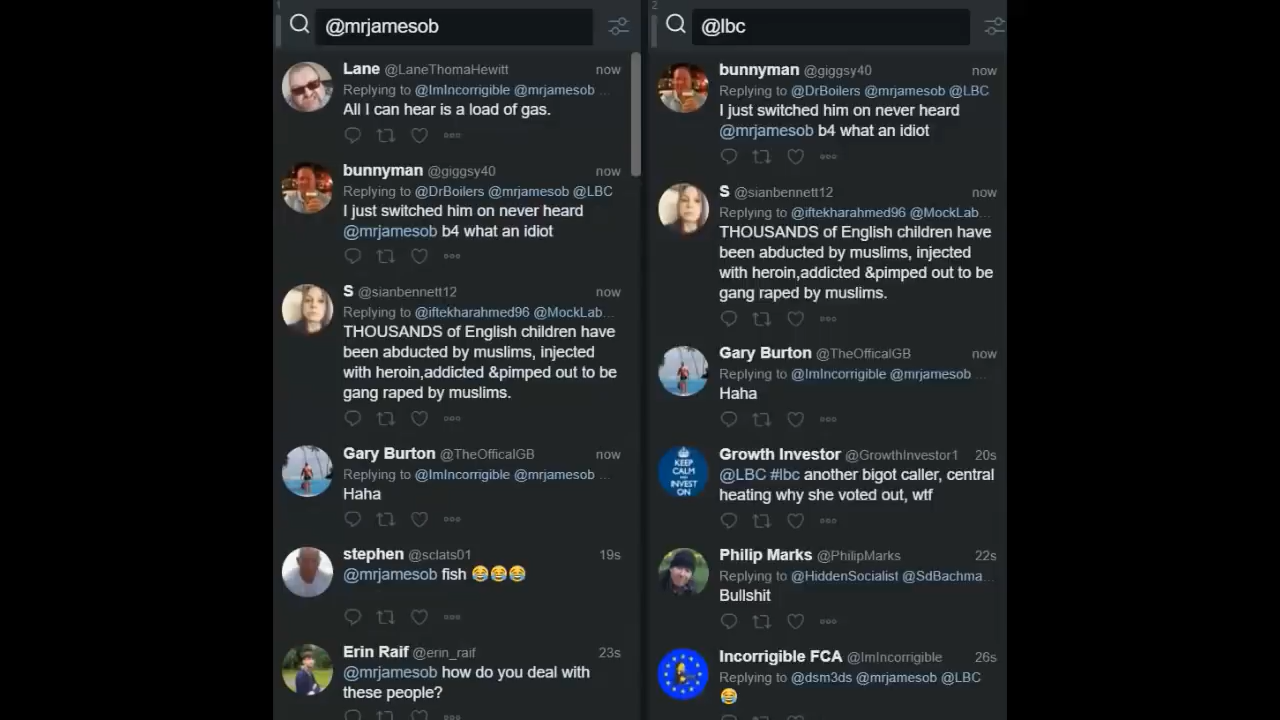 1
@mrjamesob
Lane @LaneThomaHewitt now
Replying to @ImIncorrigible @mrjamesob ...
All I can hear is a load of gas.
bunnyman @giggsy40 now
Replying to @DrBoilers @mrjamesob @LBC
I just switched him on never heard
@mrjamesob b4 what an idiot
S @sianbennett12 now
Replying to @iftekharahmed96 @MockLab...
THOUSANDS of English children have
been abducted by muslims, injected
with heroin,addicted &pimped out to be
gang raped by muslims.
Gary Burton @TheOfficalGB now
Replying to @ImIncorrigible @mrjamesob ...
Haha
stephen @sclats01 19s
@mrjamesob fish 😂😂😂
Erin Raif @erin_raif 23s
@mrjamesob how do you deal with
these people?
2
@lbc
bunnyman @giggsy40 now
Replying to @DrBoilers @mrjamesob @LBC
I just switched him on never heard
@mrjamesob b4 what an idiot
S @sianbennett12 now
Replying to @iftekharahmed96 @MockLab...
THOUSANDS of English children have
been abducted by muslims, injected
with heroin,addicted &pimped out to be
gang raped by muslims.
Gary Burton @TheOfficalGB now
Replying to @ImIncorrigible @mrjamesob ...
Haha
KEEP
CALM
INVEST
ON
Growth Investor @GrowthInvestor1 20s
@LBC #lbc another bigot caller, central
heating why she voted out, wtf
Philip Marks @PhilipMarks 22s
Replying to @HiddenSocialist @SdBachma...
Bullshit
Incorrigible FCA @ImIncorrigible 26s
Replying to @dsm3ds @mrjamesob @LBC
😂